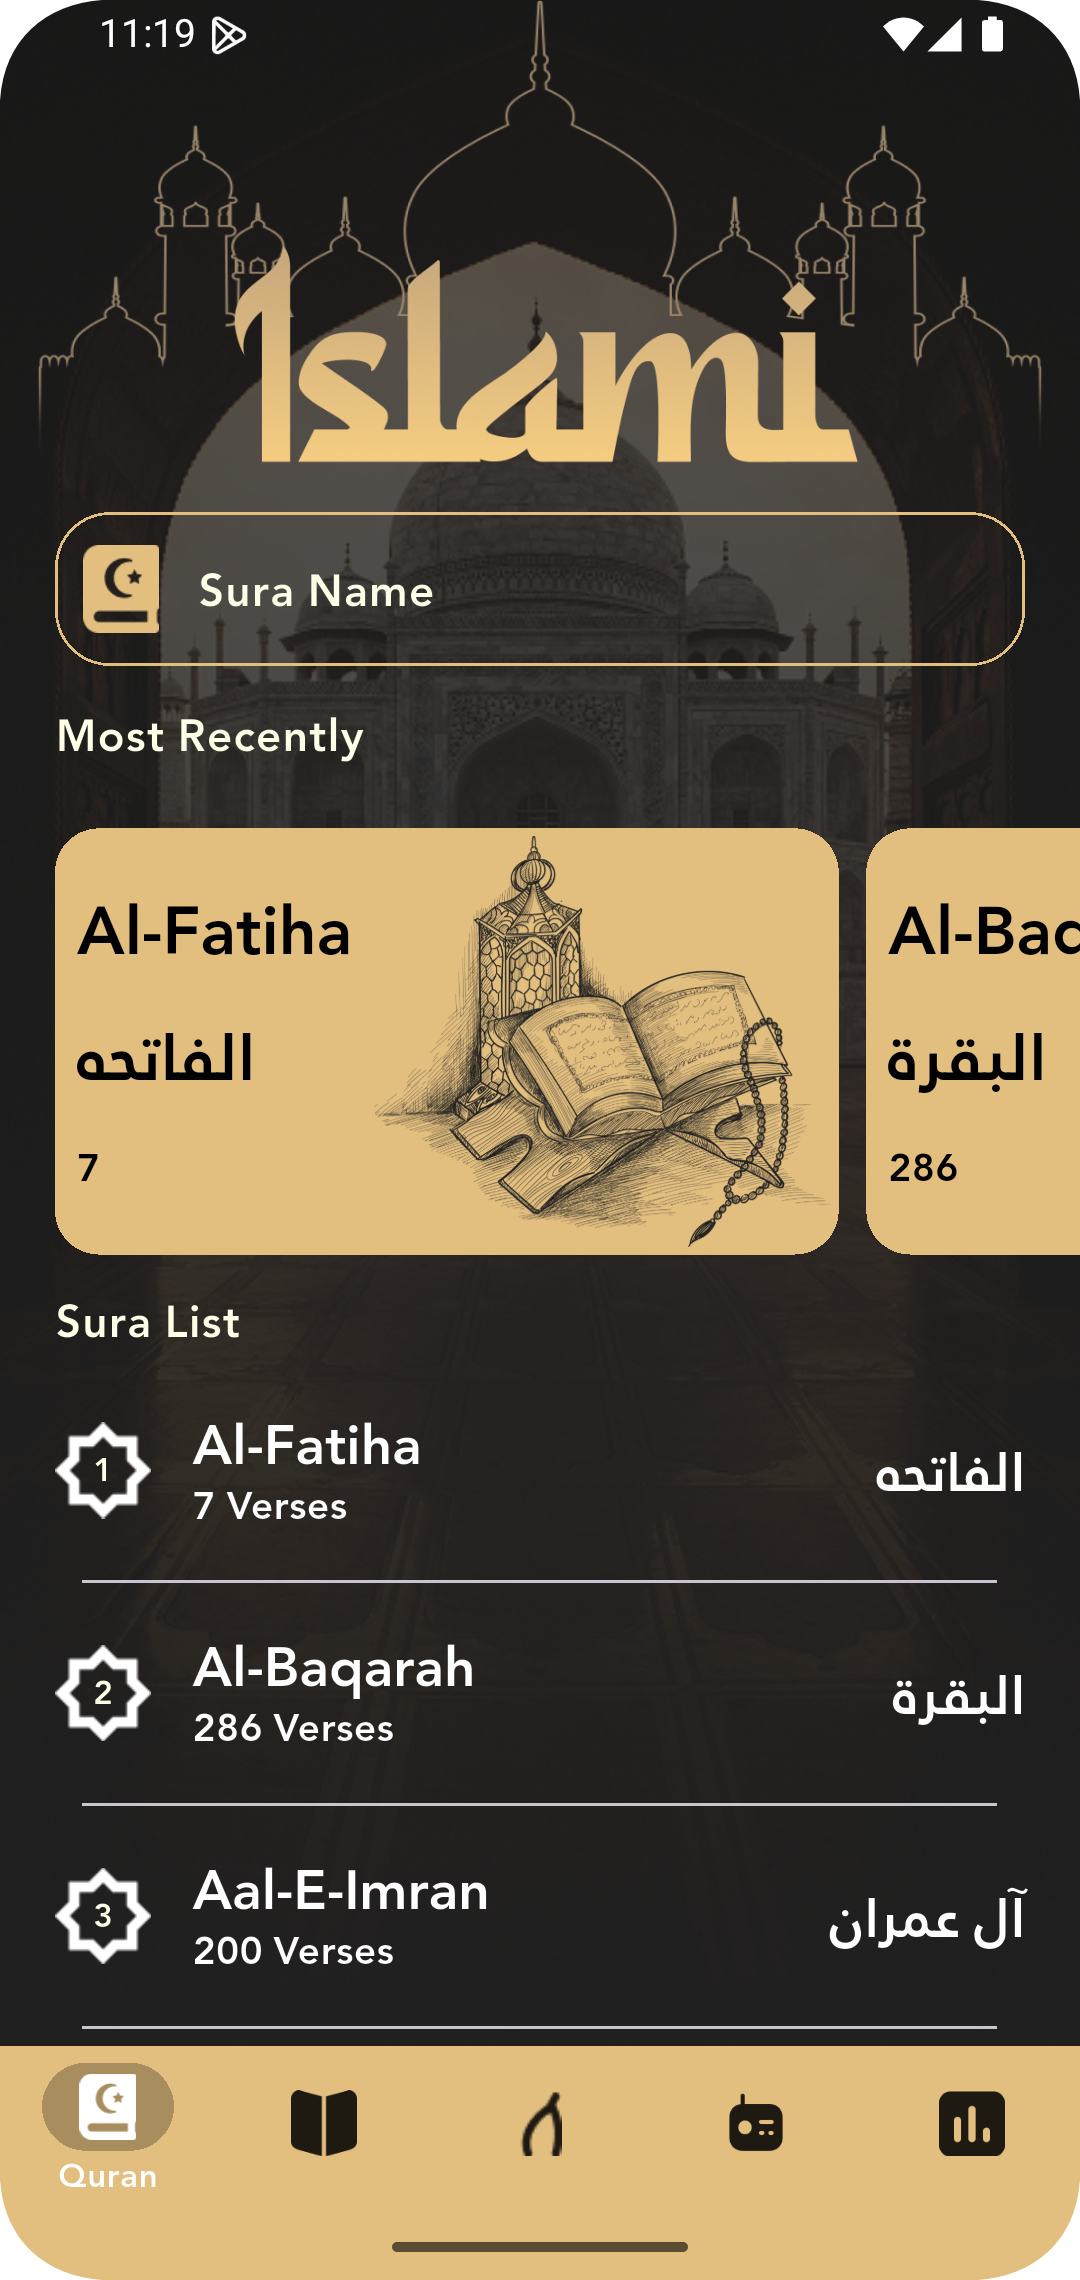 11:19
Islami
Sura Name
Most Recently
Al-Fatiha
الفاتحه
7
Al-Baq
البقرة
286
Sura List
1
Al-Fatiha
7 Verses
الفاتحه
2
Al-Baqarah
286 Verses
البقرة
3
Aal-E-Imran
200 Verses
آل عمران
Quran